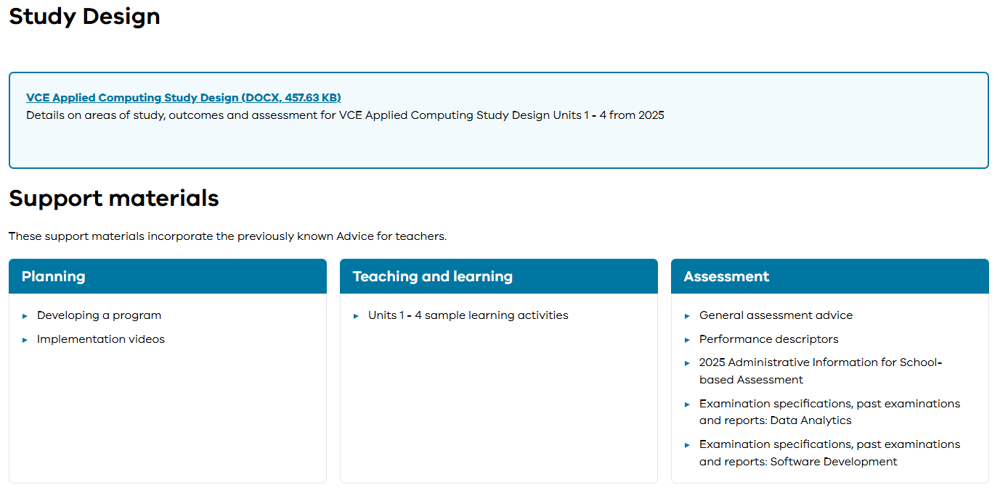 Study Design
VCE Applied Computing Study Design (DOCX, 457.63 KB)
Details on areas of study, outcomes and assessment for VCE Applied Computing Study Design Units 1 - 4 from 2025
Support materials
These support materials incorporate the previously known Advice for teachers.
Planning
Developing a program
Implementation videos
Teaching and learning
Units 1 - 4 sample learning activities
Assessment
General assessment advice
Performance descriptors
2025 Administrative Information for School-
based Assessment
Examination specifications, past examinations
and reports: Data Analytics
Examination specifications, past examinations
and reports: Software Development